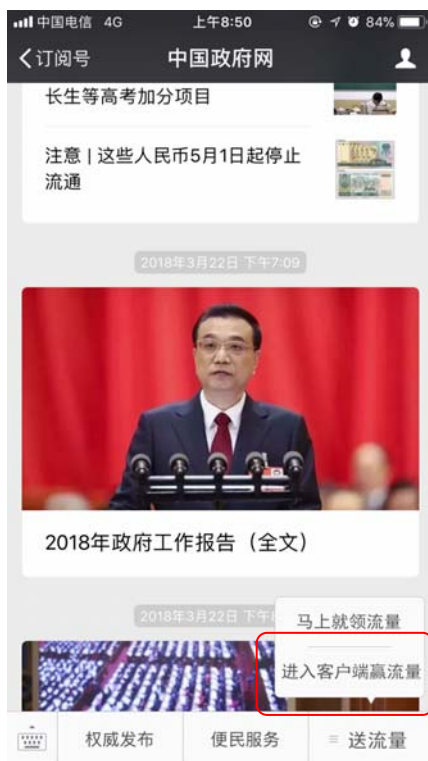 中国电信 4G 上午8:50 84%
订阅号 中国政府网
长生等高考加分项目
注意 | 这些人民币5月1日起停止
流通
2018年3月22日 下午7:09
2018年政府工作报告（全文）
2018年3月22日 下午
马上就领流量
进入客户端赢流量
权威发布 便民服务 送流量